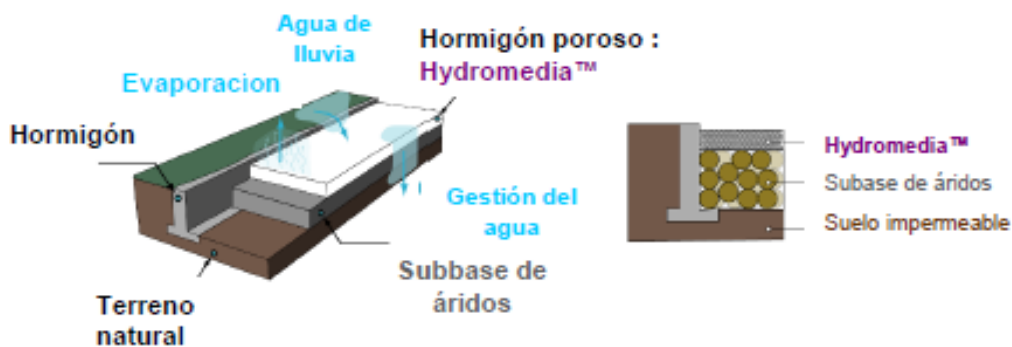 Agua de
lluvia
Hormigón poroso :
Hydromedia™
Evaporacion
Hormigón
Gestión del
agua
Subbase de
áridos
Terreno
natural
Hydromedia™
Subase de áridos
Suelo impermeable